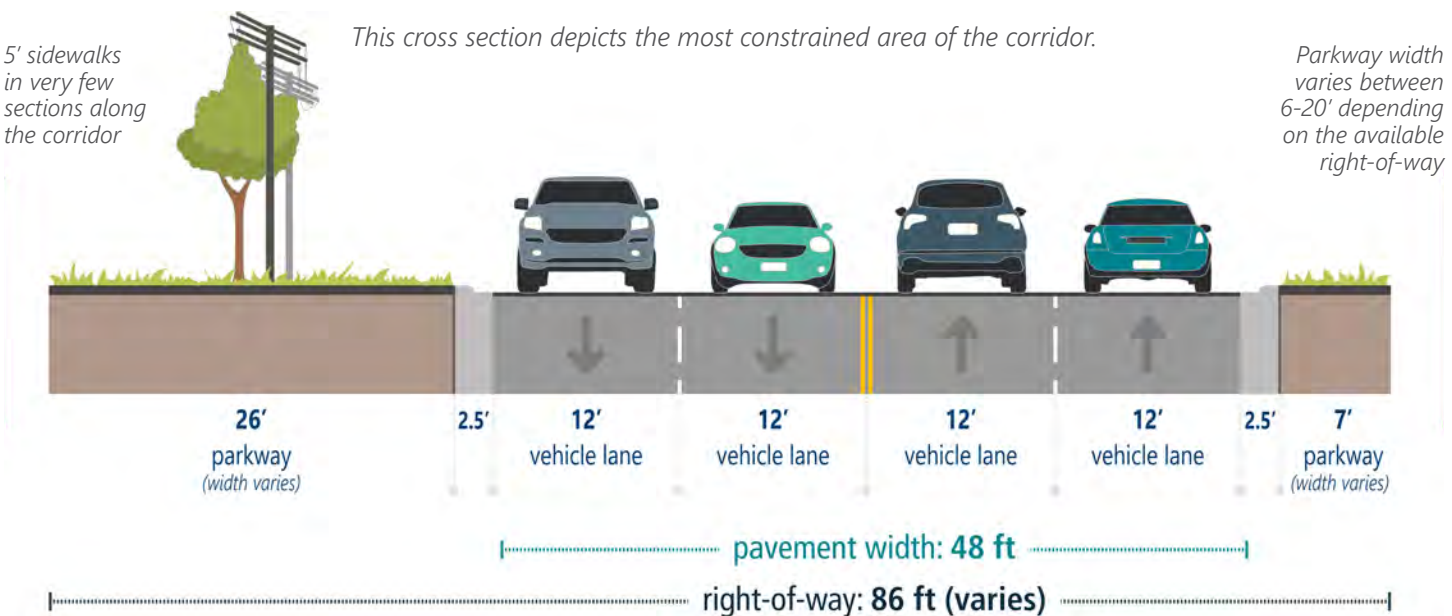 This cross section depicts the most constrained area of the corridor.
5' sidewalks
in very few
sections along
the corridor
Parkway width
varies between
6-20' depending
on the available
right-of-way
26'
parkway
(width varies)
2.5'
12'
vehicle lane
12'
vehicle lane
12'
vehicle lane
12'
vehicle lane
2.5'
7'
parkway
(width varies)
pavement width: 48 ft
right-of-way: 86 ft (varies)